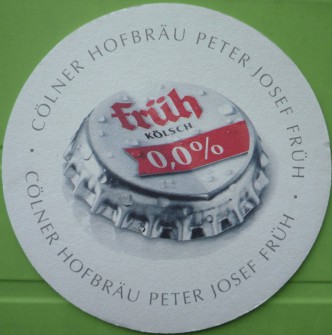 • CÖLNER HOFBRÄU PETER JOSEF FRÜH •
früh
KÖLSCH
0,0%
CÖLNER HOFBRÄU PETER JOSEF FRÜH